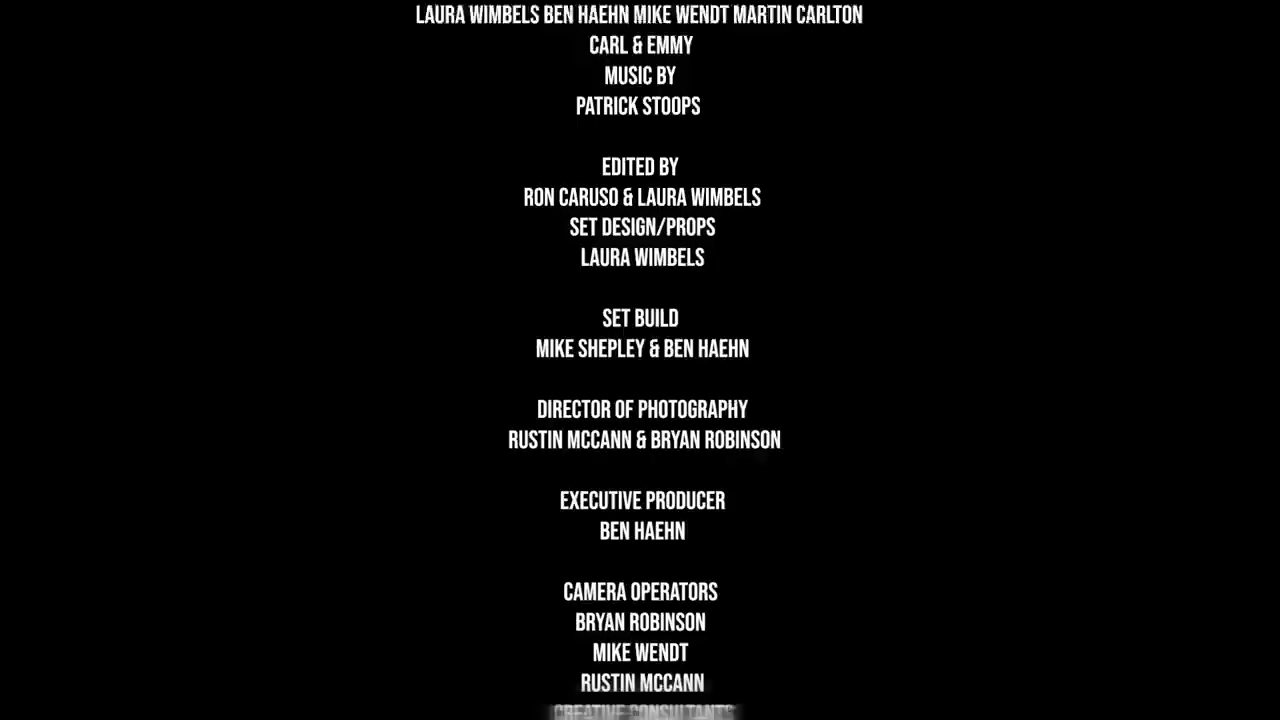 LAURA WIMBELS BEN HAEHN MIKE WENDT MARTIN CARLTON
CARL & EMMY
MUSIC BY
PATRICK STOOPS
EDITED BY
RON CARUSO & LAURA WIMBELS
SET DESIGN/PROPS
LAURA WIMBELS
SET BUILD
MIKE SHEPLEY & BEN HAEHN
DIRECTOR OF PHOTOGRAPHY
RUSTIN MCCANN & BRYAN ROBINSON
EXECUTIVE PRODUCER
BEN HAEHN
CAMERA OPERATORS
BRYAN ROBINSON
MIKE WENDT
RUSTIN MCCANN
CREATIVE CONSULTANTS